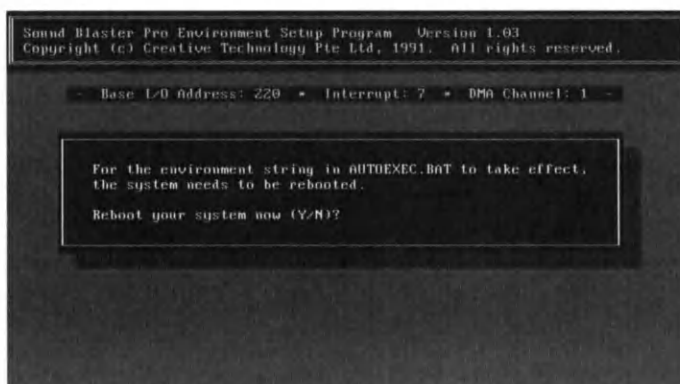 Sound Blaster Pro Environment Setup Program   Version 1.03
Copyright (c) Creative Technology Pte Ltd, 1991.  All rights reserved.
- Base I/O Address: 220 • Interrupt: 7 • DMA Channel: 1 -
For the environment string in AUTOEXEC.BAT to take effect,
the system needs to be rebooted.
Reboot your system now (Y/N)?